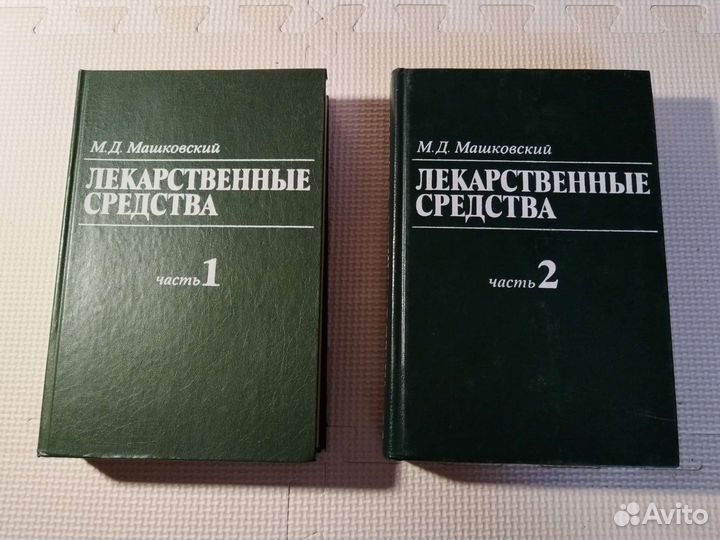 М.Д. Машковский
ЛЕКАРСТВЕННЫЕ
СРЕДСТВА
часть 1
М.Д. Машковский
ЛЕКАРСТВЕННЫЕ
СРЕДСТВА
часть 2
Avito